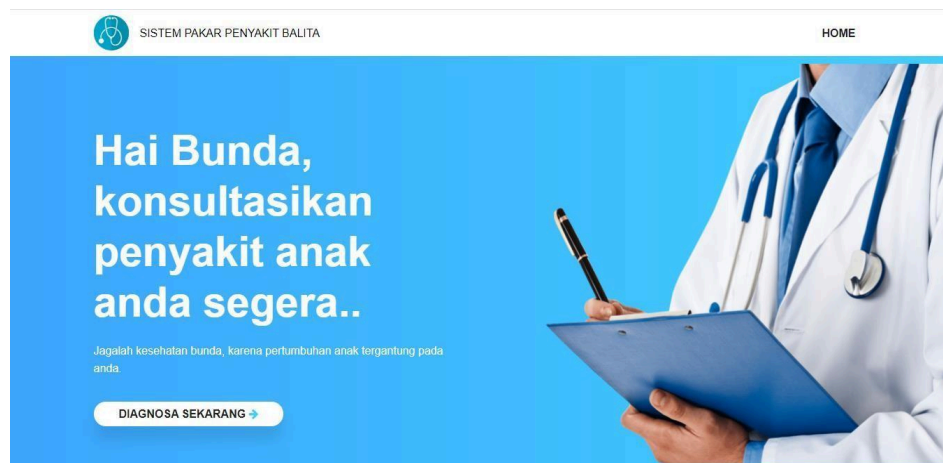 SISTEM PAKAR PENYAKIT BALITA
HOME
Hai Bunda,
konsultasikan
penyakit anak
anda segera..
Jagalah kesehatan bunda, karena pertumbuhan anak tergantung pada
anda.
DIAGNOSA SEKARANG →